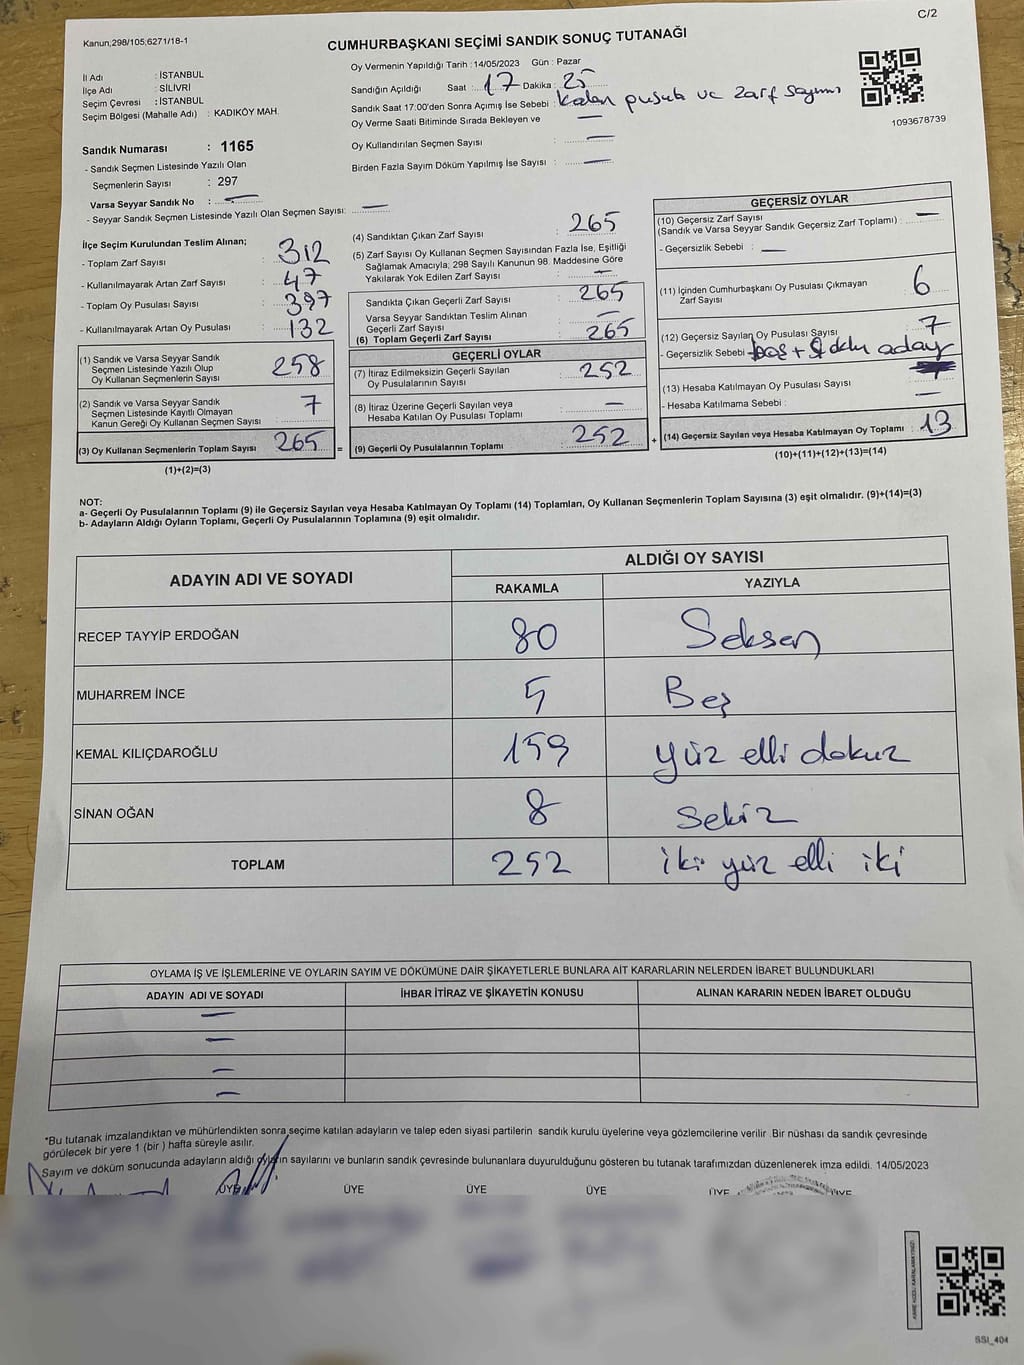 C/2
Kanun,298/105;6271/18-1
CUMHURBAŞKANI SEÇİMİ SANDIK SONUÇ TUTANAĞI
İl Adı : İSTANBUL
İlçe Adı : SİLİVRİ
Seçim Çevresi : İSTANBUL
Seçim Bölgesi (Mahalle Adı) : KADIKÖY MAH.
Oy Vermenin Yapıldığı Tarih :14/05/2023 Gün : Pazar
Sandığın Açıldığı Saat : 17 Dakika : 25
Sandık Saat 17:00'den Sonra Açımış İse Sebebi : kalan pusula ve zarf sayımı
Oy Verme Saati Bitiminde Sırada Bekleyen ve —
Oy Kullandırılan Seçmen Sayısı : —
Birden Fazla Sayım Döküm Yapılmış İse Sayısı : —
1093678739
Sandık Numarası : 1165
- Sandık Seçmen Listesinde Yazılı Olan
Seçmenlerin Sayısı : 297
Varsa Seyyar Sandık No : —
- Seyyar Sandık Seçmen Listesinde Yazılı Olan Seçmen Sayısı: —
İlçe Seçim Kurulundan Teslim Alınan;
- Toplam Zarf Sayısı : 312
- Kullanılmayarak Artan Zarf Sayısı : 47
- Toplam Oy Pusulası Sayısı : 397
- Kullanılmayarak Artan Oy Pusulası : 132
(1) Sandık ve Varsa Seyyar Sandık
Seçmen Listesinde Yazılı Olup
Oy Kullanan Seçmenlerin Sayısı 258
(2) Sandık ve Varsa Seyyar Sandık
Seçmen Listesinde Kayıtlı Olmayan
Kanun Gereği Oy Kullanan Seçmen Sayısı 7
(3) Oy Kullanan Seçmenlerin Toplam Sayısı 265 =
(1)+(2)=(3)
(4) Sandıktan Çıkan Zarf Sayısı : 265
(5) Zarf Sayısı Oy Kullanan Seçmen Sayısından Fazla İse, Eşitliği
Sağlamak Amacıyla; 298 Sayılı Kanunun 98. Maddesine Göre
Yakılarak Yok Edilen Zarf Sayısı : —
Sandıkta Çıkan Geçerli Zarf Sayısı : 265
Varsa Seyyar Sandıktan Teslim Alınan
Geçerli Zarf Sayısı : —
(6) Toplam Geçerli Zarf Sayısı : 265
GEÇERLİ OYLAR
(7) İtiraz Edilmeksizin Geçerli Sayılan
Oy Pusulalarının Sayısı : 252
(8) İtiraz Üzerine Geçerli Sayılan veya
Hesaba Katılan Oy Pusulası Toplamı : —
(9) Geçerli Oy Pusulalarının Toplamı : 252 +
GEÇERSİZ OYLAR
(10) Geçersiz Zarf Sayısı
(Sandık ve Varsa Seyyar Sandık Geçersiz Zarf Toplamı) : —
- Geçersizlik Sebebi : —
(11) İçinden Cumhurbaşkanı Oy Pusulası Çıkmayan
Zarf Sayısı : 6
(12) Geçersiz Sayılan Oy Pusulası Sayısı : 7
- Geçersizlik Sebebi : boş + aday
(13) Hesaba Katılmayan Oy Pusulası Sayısı : —
- Hesaba Katılmama Sebebi :
(14) Geçersiz Sayılan veya Hesaba Katılmayan Oy Toplamı : 13
(10)+(11)+(12)+(13)=(14)
NOT:
a- Geçerli Oy Pusulalarının Toplamı (9) ile Geçersiz Sayılan veya Hesaba Katılmayan Oy Toplamı (14) Toplamları, Oy Kullanan Seçmenlerin Toplam Sayısına (3) eşit olmalıdır. (9)+(14)=(3)
b- Adayların Aldığı Oyların Toplamı, Geçerli Oy Pusulalarının Toplamına (9) eşit olmalıdır.
ADAYIN ADI VE SOYADI
ALDIĞI OY SAYISI
RAKAMLA YAZIYLA
RECEP TAYYİP ERDOĞAN 80 Seksen
MUHARREM İNCE 5 Beş
KEMAL KILIÇDAROĞLU 159 yüz elli dokuz
SİNAN OĞAN 8 Sekiz
TOPLAM 252 iki yüz elli iki
OYLAMA İŞ VE İŞLEMLERİNE VE OYLARIN SAYIM VE DÖKÜMÜNE DAİR ŞİKAYETLERLE BUNLARA AİT KARARLARIN NELERDEN İBARET BULUNDUKLARI
ADAYIN ADI VE SOYADI İHBAR İTİRAZ VE ŞİKAYETİN KONUSU ALINAN KARARIN NEDEN İBARET OLDUĞU
—
—
—
—
*Bu tutanak imzalandıktan ve mühürlendikten sonra seçime katılan adayların ve talep eden siyasi partilerin sandık kurulu üyelerine veya gözlemcilerine verilir .Bir nüshası da sandık çevresinde
görülecek bir yere 1 (bir ) hafta süreyle asılır.
Sayım ve döküm sonucunda adayların aldığı oyların sayılarını ve bunların sandık çevresinde bulunanlara duyurulduğunu gösteren bu tutanak tarafımızdan düzenlenerek imza edildi. 14/05/2023
ÜYE ÜYE ÜYE ÜYE ÜYE ÜYE
SSI_404